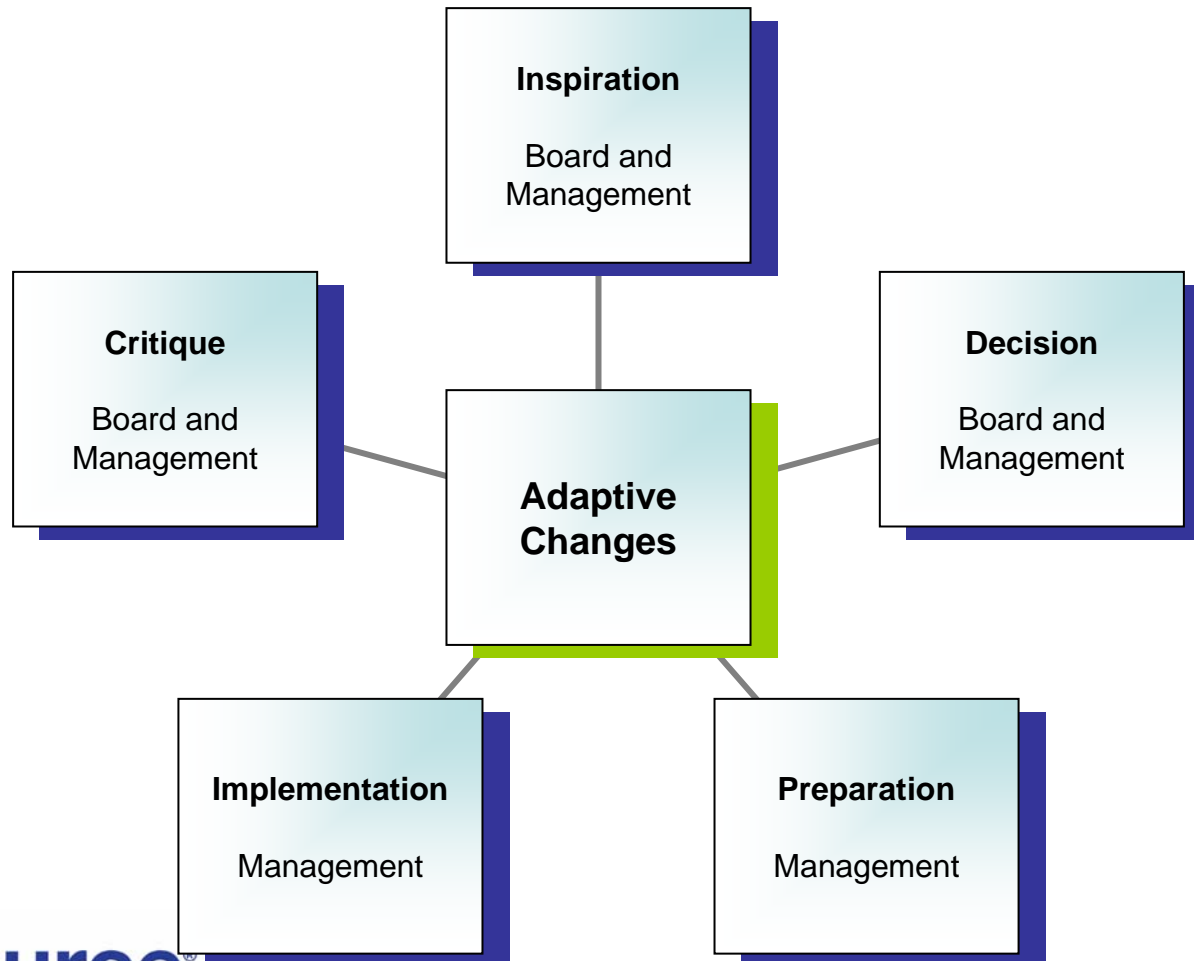 Inspiration
Board and
Management
Critique
Board and
Management
Decision
Board and
Management
Adaptive
Changes
Implementation
Management
Preparation
Management